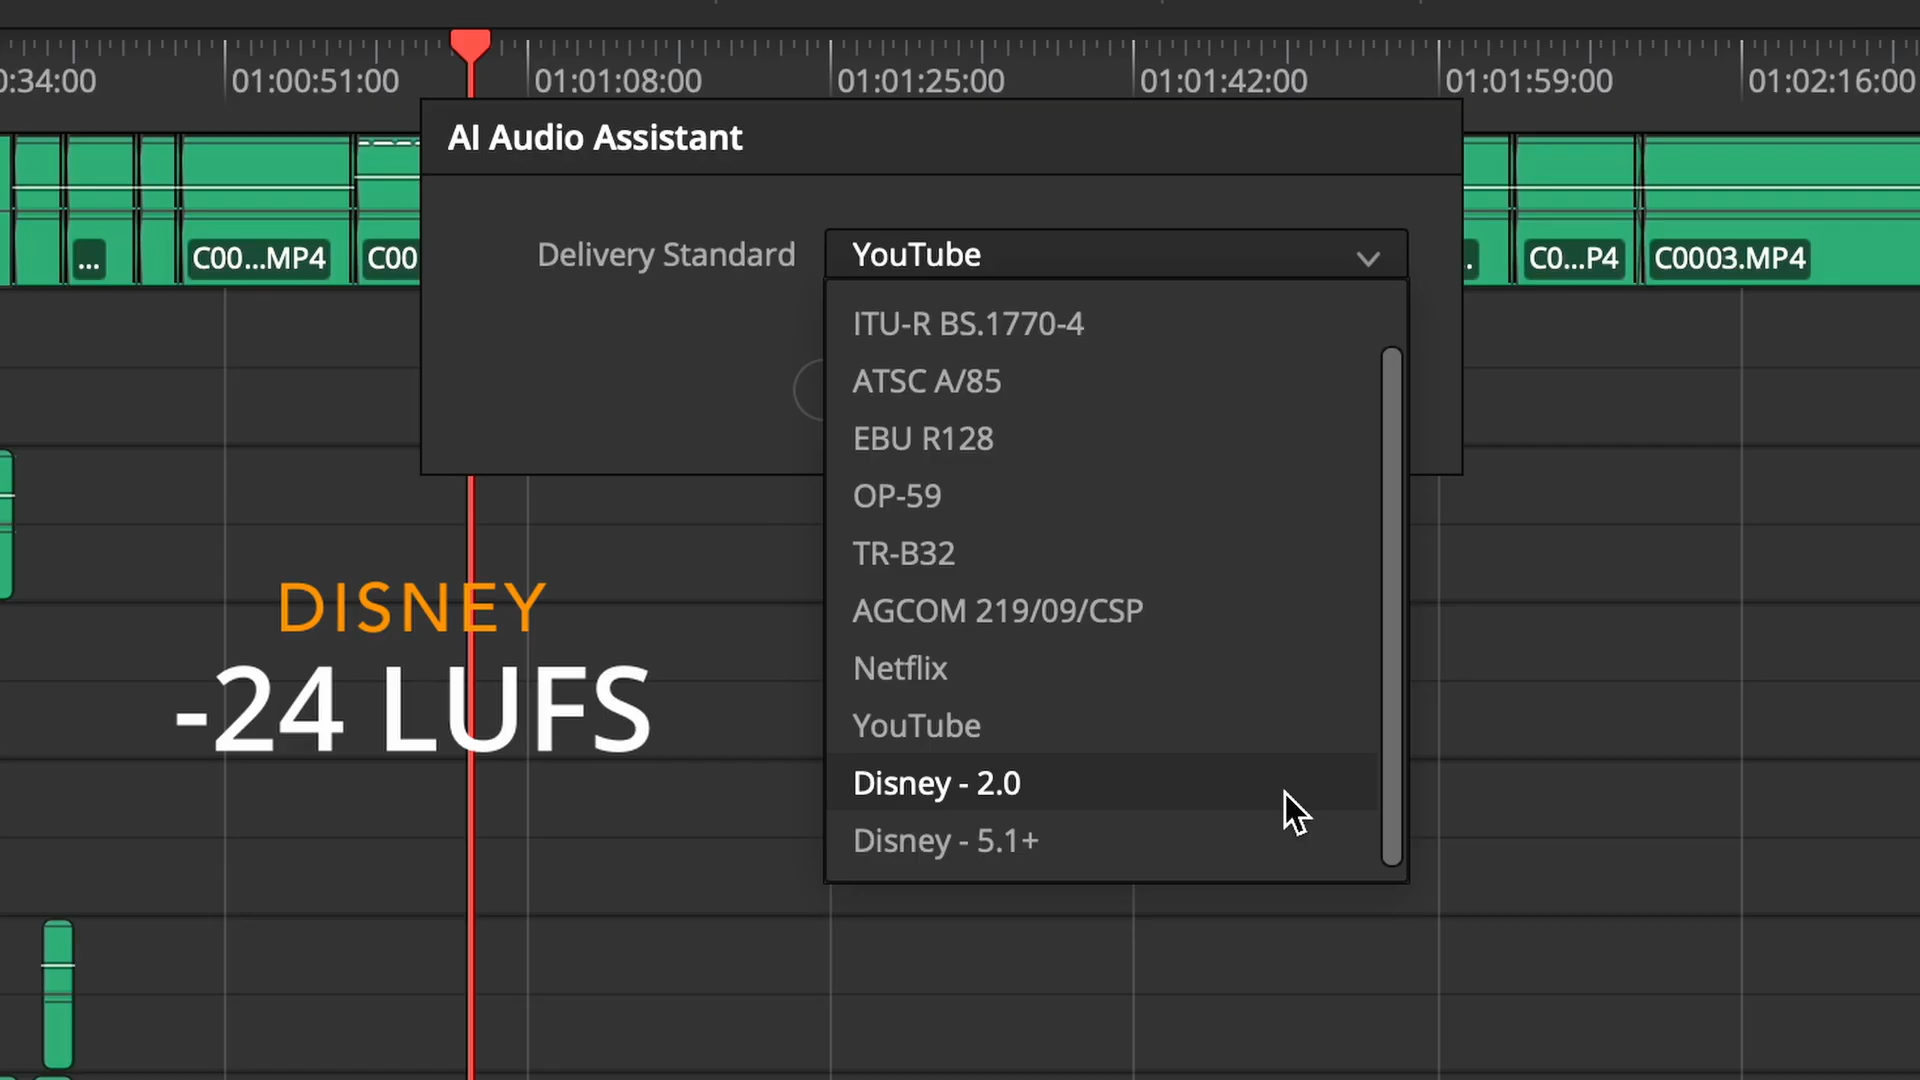 0:34:00 01:00:51:00 01:01:08:00 01:01:25:00 01:01:42:00 01:01:59:00 01:02:16:00
AI Audio Assistant
Delivery Standard YouTube
... C00...MP4 C00 . C0...P4 C0003.MP4
ITU-R BS.1770-4
ATSC A/85
EBU R128
OP-59
TR-B32
AGCOM 219/09/CSP
Netflix
YouTube
Disney - 2.0
Disney - 5.1+
DISNEY
-24 LUFS